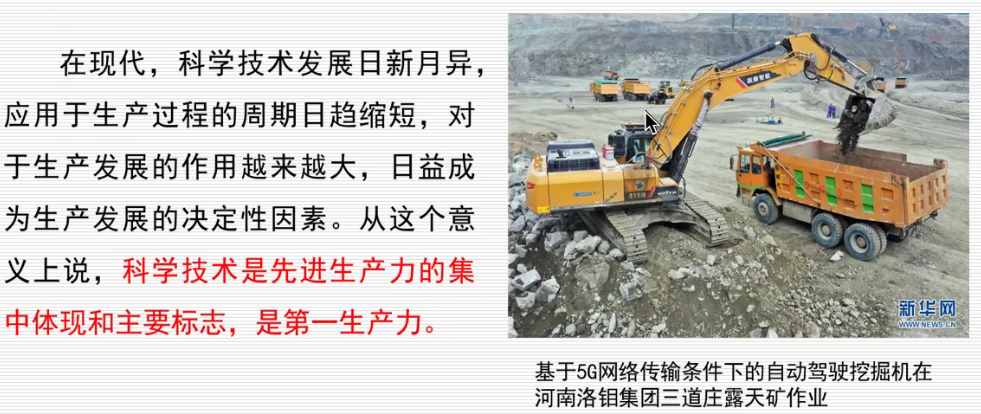 在现代，科学技术发展日新月异，
应用于生产过程的周期日趋缩短，对
于生产发展的作用越来越大，日益成
为生产发展的决定性因素。从这个意
义上说，科学技术是先进生产力的集
中体现和主要标志，是第一生产力。
新华网
WWW.NEWS.CN
基于5G网络传输条件下的自动驾驶挖掘机在
河南洛钼集团三道庄露天矿作业